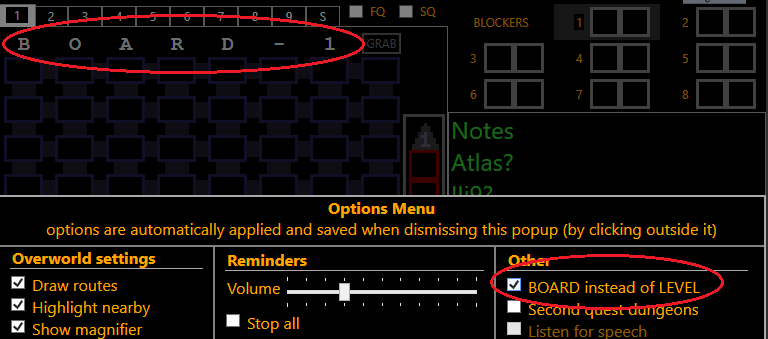 1 2 3 4 5 6 7 8 9 S FQ SQ
B O A R D - 1 GRAB
BLOCKERS 1 2
3 4 5
6 7 8
1
Notes
Atlas?
Options Menu
options are automatically applied and saved when dismissing this popup (by clicking outside it)
Overworld settings
Draw routes
Highlight nearby
Show magnifier
Reminders
Volume
Stop all
Other
BOARD instead of LEVEL
Second quest dungeons
Listen for speech